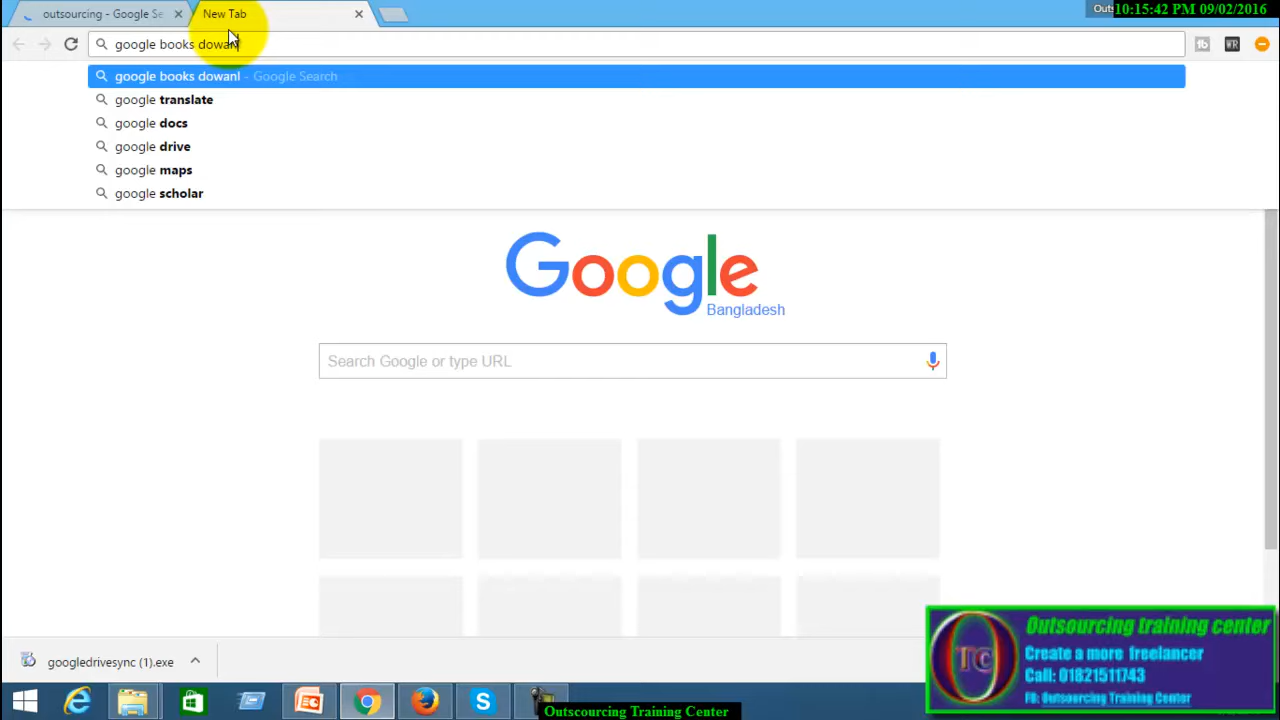 outsourcing - Google Se
New Tab
10:15:42 PM 09/02/2016
google books dowanl
google books dowanl - Google Search
google translate
google docs
google drive
google maps
google scholar
Google
Bangladesh
Search Google or type URL
googledrivesync (1).exe
Outsourcing training center
Create a more freelancer
Call: 01821511743
FB: Outsourcing Training Center
OTC
Outscourcing Training Center